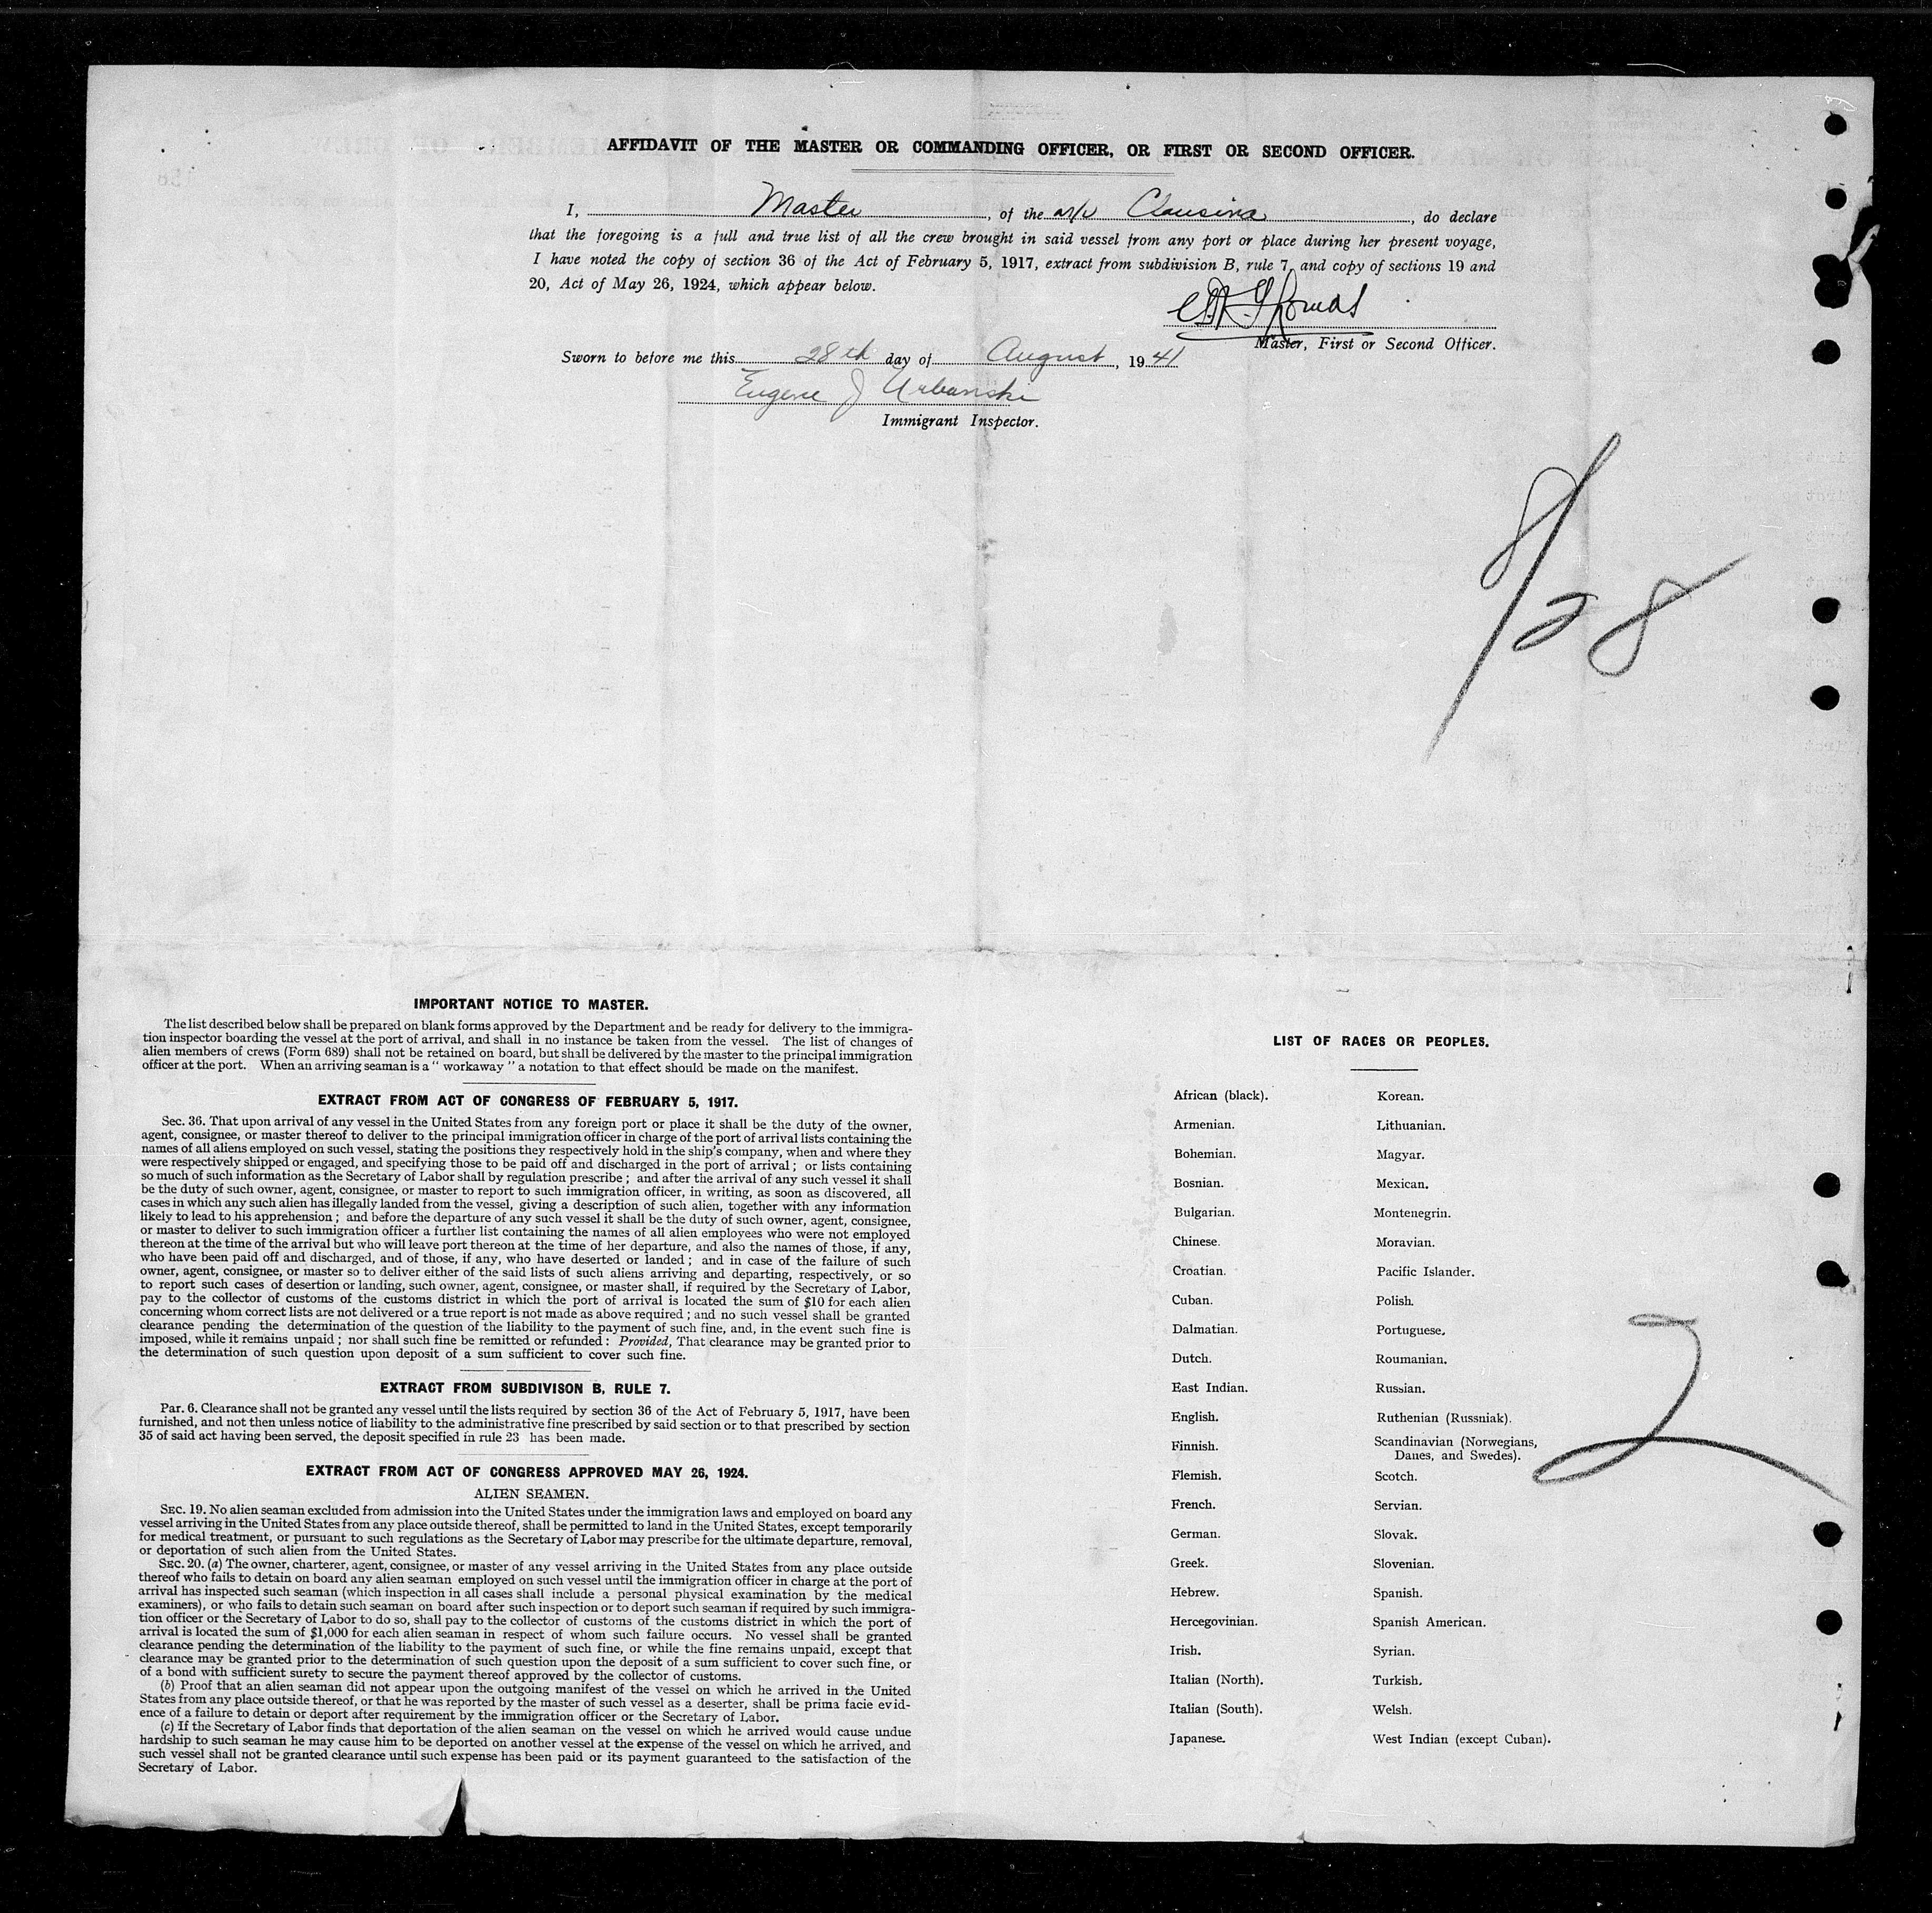 AFFIDAVIT OF THE MASTER OR COMMANDING OFFICER, OR FIRST OR SECOND OFFICER.
I, Master, of the m/v Clausina, do declare
that the foregoing is a full and true list of all the crew brought in said vessel from any port or place during her present voyage,
I have noted the copy of section 36 of the Act of February 5, 1917, extract from subdivision B, rule 7, and copy of sections 19 and
20, Act of May 26, 1924, which appear below.
Thomas
Master, First or Second Officer.
Sworn to before me this 28th day of August, 1941
Eugene J Urbanski
Immigrant Inspector.
8/28
IMPORTANT NOTICE TO MASTER.
The list described below shall be prepared on blank forms approved by the Department and be ready for delivery to the immigra-
tion inspector boarding the vessel at the port of arrival, and shall in no instance be taken from the vessel. The list of changes of
alien members of crews (Form 689) shall not be retained on board, but shall be delivered by the master to the principal immigration
officer at the port. When an arriving seaman is a "workaway" a notation to that effect should be made on the manifest.
EXTRACT FROM ACT OF CONGRESS OF FEBRUARY 5, 1917.
Sec. 36. That upon arrival of any vessel in the United States from any foreign port or place it shall be the duty of the owner,
agent, consignee, or master thereof to deliver to the principal immigration officer in charge of the port of arrival lists containing the
names of all aliens employed on such vessel, stating the positions they respectively hold in the ship's company, when and where they
were respectively shipped or engaged, and specifying those to be paid off and discharged in the port of arrival; or lists containing
so much of such information as the Secretary of Labor shall by regulation prescribe; and after the arrival of any such vessel it shall
be the duty of such owner, agent, consignee, or master to report to such immigration officer, in writing, as soon as discovered, all
cases in which any such alien has illegally landed from the vessel, giving a description of such alien, together with any information
likely to lead to his apprehension; and before the departure of any such vessel it shall be the duty of such owner, agent, consignee,
or master to deliver to such immigration officer a further list containing the names of all alien employees who were not employed
thereon at the time of the arrival but who will leave port thereon at the time of her departure, and also the names of those, if any,
who have been paid off and discharged, and of those, if any, who have deserted or landed; and in case of the failure of such
owner, agent, consignee, or master so to deliver either of the said lists of such aliens arriving and departing, respectively, or so
to report such cases of desertion or landing, such owner, agent, consignee, or master shall, if required by the Secretary of Labor,
pay to the collector of customs of the customs district in which the port of arrival is located the sum of $10 for each alien
concerning whom correct lists are not delivered or a true report is not made as above required; and no such vessel shall be granted
clearance pending the determination of the question of the liability to the payment of such fine, and, in the event such fine is
imposed, while it remains unpaid; nor shall such fine be remitted or refunded: Provided, That clearance may be granted prior to
the determination of such question upon deposit of a sum sufficient to cover such fine.
EXTRACT FROM SUBDIVISON B, RULE 7.
Par. 6. Clearance shall not be granted any vessel until the lists required by section 36 of the Act of February 5, 1917, have been
furnished, and not then unless notice of liability to the administrative fine prescribed by said section or to that prescribed by section
35 of said act having been served, the deposit specified in rule 23 has been made.
EXTRACT FROM ACT OF CONGRESS APPROVED MAY 26, 1924.
ALIEN SEAMEN.
SEC. 19. No alien seaman excluded from admission into the United States under the immigration laws and employed on board any
vessel arriving in the United States from any place outside thereof, shall be permitted to land in the United States, except temporarily
for medical treatment, or pursuant to such regulations as the Secretary of Labor may prescribe for the ultimate departure, removal,
or deportation of such alien from the United States.
SEC. 20. (a) The owner, charterer, agent, consignee, or master of any vessel arriving in the United States from any place outside
thereof who fails to detain on board any alien seaman employed on such vessel until the immigration officer in charge at the port of
arrival has inspected such seaman (which inspection in all cases shall include a personal physical examination by the medical
examiners), or who fails to detain such seaman on board after such inspection or to deport such seaman if required by such immigra-
tion officer or the Secretary of Labor to do so, shall pay to the collector of customs of the customs district in which the port of
arrival is located the sum of $1,000 for each alien seaman in respect of whom such failure occurs. No vessel shall be granted
clearance pending the determination of the liability to the payment of such fine, or while the fine remains unpaid, except that
clearance may be granted prior to the determination of such question upon the deposit of a sum sufficient to cover such fine, or
of a bond with sufficient surety to secure the payment thereof approved by the collector of customs.
(b) Proof that an alien seaman did not appear upon the outgoing manifest of the vessel on which he arrived in the United
States from any place outside thereof, or that he was reported by the master of such vessel as a deserter, shall be prima facie evid-
ence of a failure to detain or deport after requirement by the immigration officer or the Secretary of Labor.
(c) If the Secretary of Labor finds that deportation of the alien seaman on the vessel on which he arrived would cause undue
hardship to such seaman he may cause him to be deported on another vessel at the expense of the vessel on which he arrived, and
such vessel shall not be granted clearance until such expense has been paid or its payment guaranteed to the satisfaction of the
Secretary of Labor.
LIST OF RACES OR PEOPLES.
African (black).
Armenian.
Bohemian.
Bosnian.
Bulgarian.
Chinese.
Croatian.
Cuban.
Dalmatian.
Dutch.
East Indian.
English.
Finnish.
Flemish.
French.
German.
Greek.
Hebrew.
Hercegovinian.
Irish.
Italian (North).
Italian (South).
Japanese.
Korean.
Lithuanian.
Magyar.
Mexican.
Montenegrin.
Moravian.
Pacific Islander.
Polish.
Portuguese.
Roumanian.
Russian.
Ruthenian (Russniak).
Scandinavian (Norwegians,
Danes, and Swedes).
Scotch.
Servian.
Slovak.
Slovenian.
Spanish.
Spanish American.
Syrian.
Turkish.
Welsh.
West Indian (except Cuban).
2